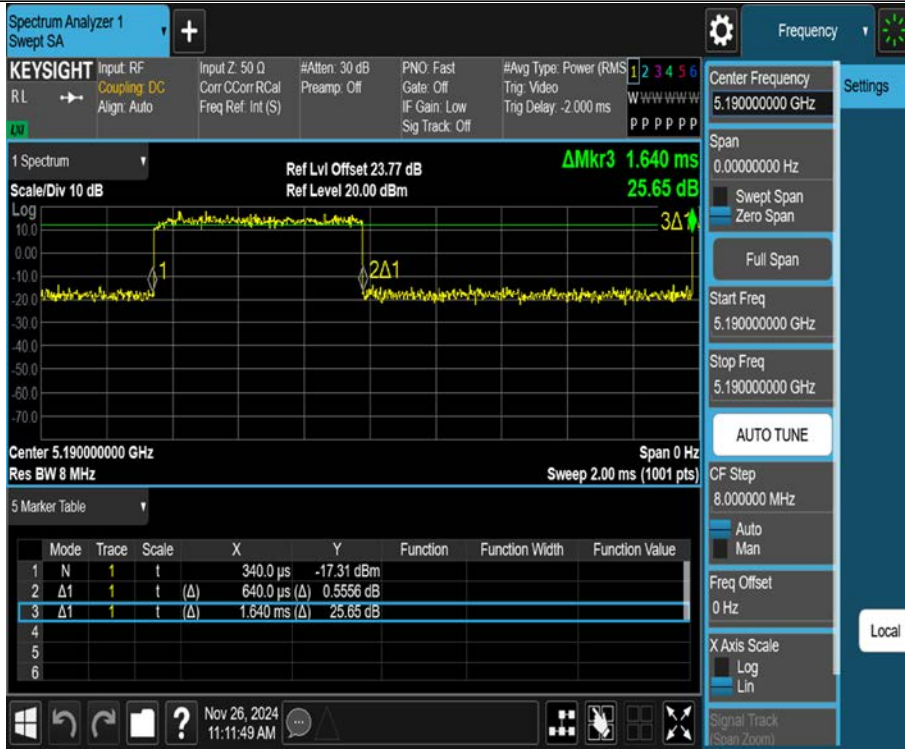 Spectrum Analyzer 1
Swept SA
+
Frequency
KEYSIGHT
RL
LXI
Input: RF
Coupling: DC
Align: Auto
Input Z: 50 Ω
Corr CCorr RCal
Freq Ref: Int (S)
#Atten: 30 dB
Preamp: Off
PNO: Fast
Gate: Off
IF Gain: Low
Sig Track: Off
#Avg Type: Power (RMS
Trig: Video
Trig Delay: -2.000 ms
1 2 3 4 5 6
W W W W W W
P P P P P P
1 Spectrum
Scale/Div 10 dB
Ref Lvl Offset 23.77 dB
Ref Level 20.00 dBm
ΔMkr3 1.640 ms
25.65 dB
Log
10.0
0.00
-10.0
-20.0
-30.0
-40.0
-50.0
-60.0
-70.0
1
2Δ1
3Δ1
Center 5.190000000 GHz
Span 0 Hz
Res BW 8 MHz
Sweep 2.00 ms (1001 pts)
5 Marker Table
Mode Trace Scale X Y Function Function Width Function Value
1 N 1 t 340.0 µs -17.31 dBm
2 Δ1 1 t (Δ) 640.0 µs (Δ) 0.5556 dB
3 Δ1 1 t (Δ) 1.640 ms (Δ) 25.65 dB
4
5
6
?
Nov 26, 2024
11:11:49 AM
Center Frequency
5.190000000 GHz
Span
0.00000000 Hz
Swept Span
Zero Span
Full Span
Start Freq
5.190000000 GHz
Stop Freq
5.190000000 GHz
AUTO TUNE
CF Step
8.000000 MHz
Auto
Man
Freq Offset
0 Hz
X Axis Scale
Log
Lin
Signal Track
(Span Zoom)
Settings
Local